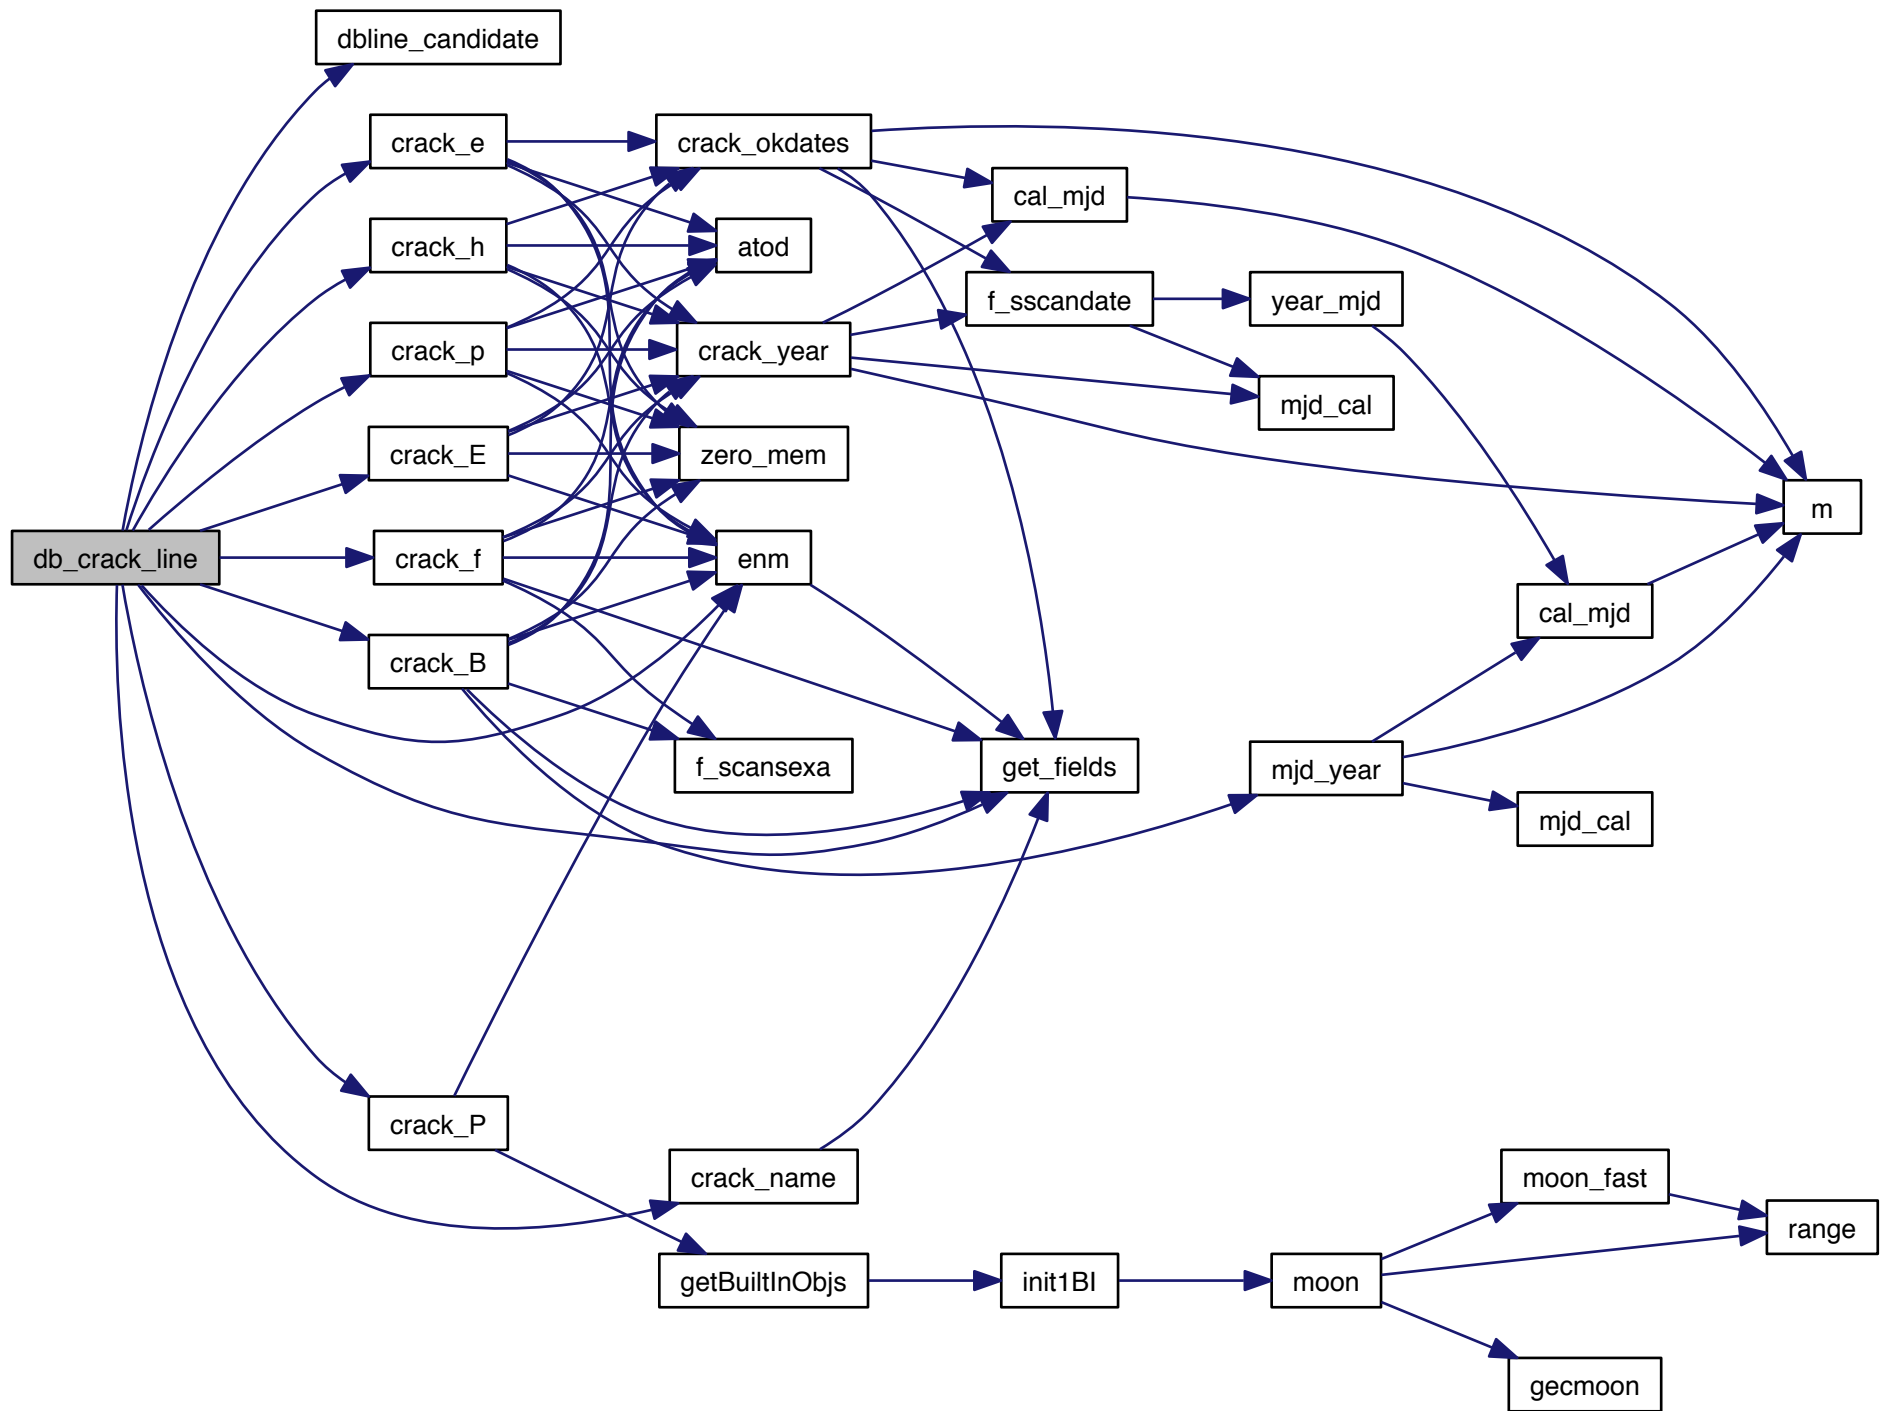 dbline_candidate
crack_e
crack_okdates
cal_mjd
crack_h
atod
f_sscandate
year_mjd
crack_p
crack_year
mjd_cal
crack_E
zero_mem
m
db_crack_line
crack_f
enm
cal_mjd
crack_B
f_scansexa
get_fields
mjd_year
mjd_cal
crack_P
crack_name
moon_fast
range
getBuiltInObjs
init1BI
moon
gecmoon